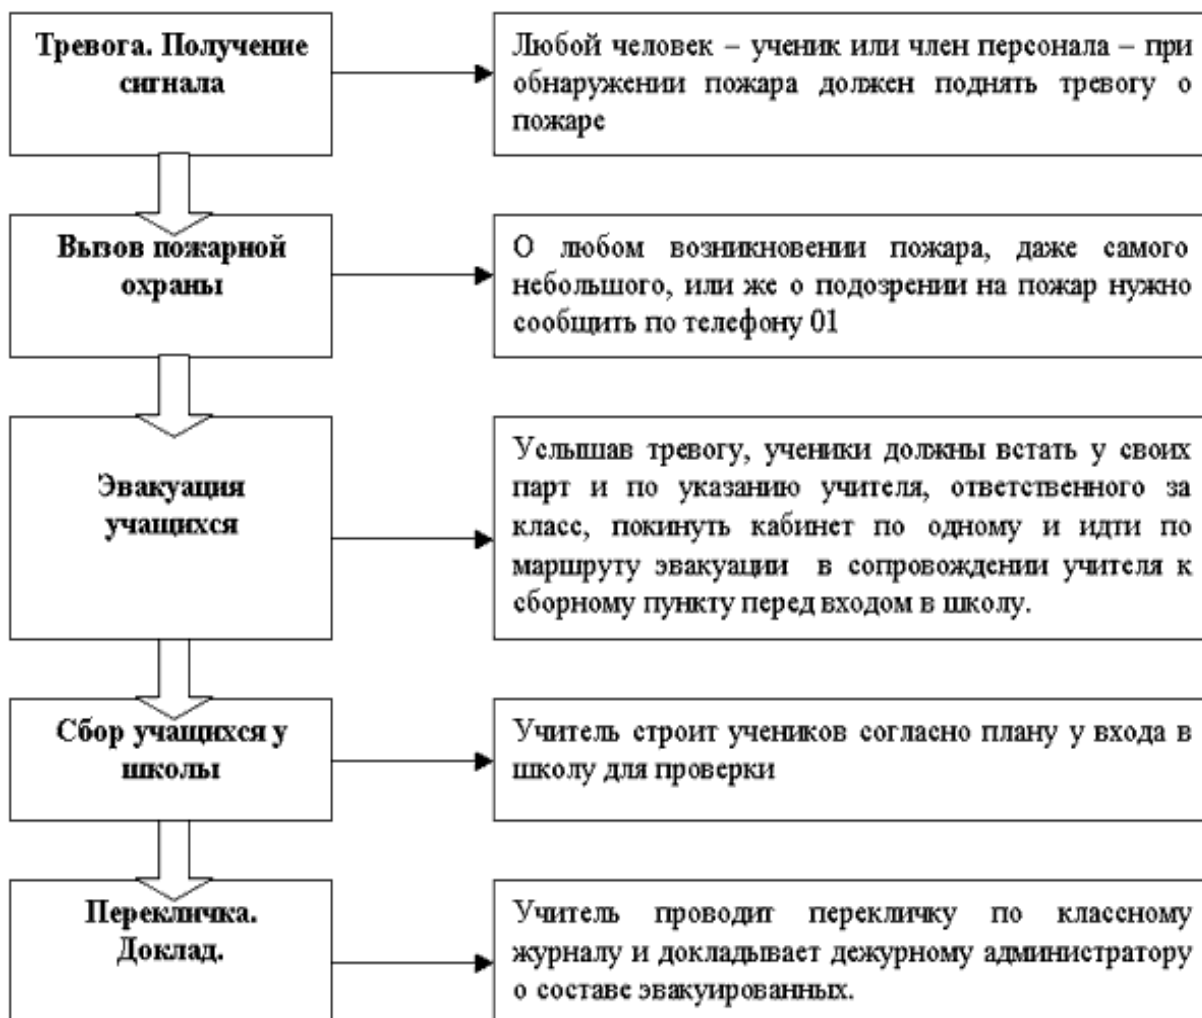 Тревога. Получение
сигнала
Любой человек – ученик или член персонала – при
обнаружении пожара должен поднять тревогу о
пожаре
Вызов пожарной
охраны
О любом возникновении пожара, даже самого
небольшого, или же о подозрении на пожар нужно
сообщить по телефону 01
Эвакуация
учащихся
Услышав тревогу, ученики должны встать у своих
парт и по указанию учителя, ответственного за
класс, покинуть кабинет по одному и идти по
маршруту эвакуации в сопровождении учителя к
сборному пункту перед входом в школу.
Сбор учащихся у
школы
Учитель строит учеников согласно плану у входа в
школу для проверки
Перекличка.
Доклад.
Учитель проводит перекличку по классному
журналу и докладывает дежурному администратору
о составе эвакуированных.